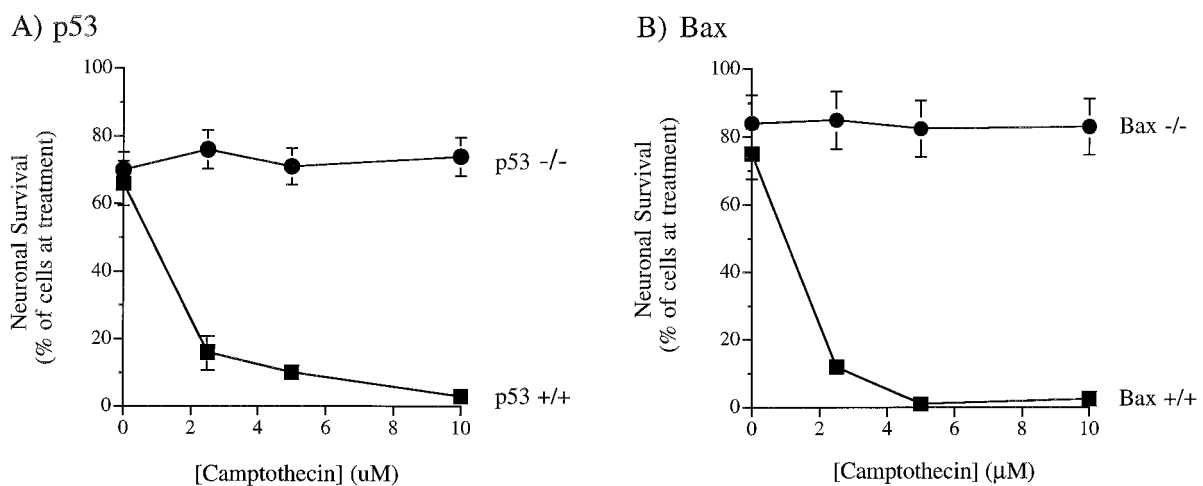 A) p53
100
80
60
40
20
0
Neuronal Survival
(% of cells at treatment)
0 2 4 6 8 10
[Camptothecin] (uM)
p53 -/-
p53 +/+
B) Bax
100
80
60
40
20
0
Neuronal Survival
(% of cells at treatment)
0 2 4 6 8 10
[Camptothecin] (μM)
Bax -/-
Bax +/+